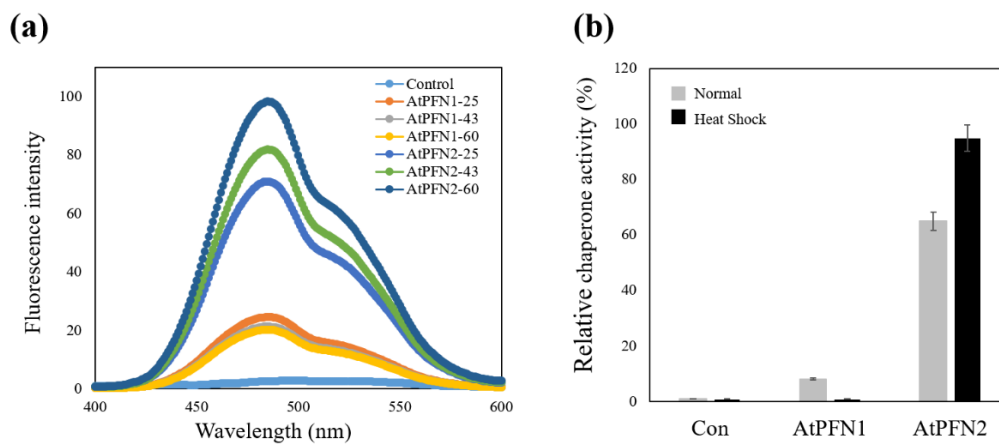 (a)
Fluorescence intensity
100
80
60
40
20
0
400
450
500
550
600
Wavelength (nm)
Control
AtPFN1-25
AtPFN1-43
AtPFN1-60
AtPFN2-25
AtPFN2-43
AtPFN2-60
(b)
Relative chaperone activity (%)
120
100
80
60
40
20
0
Normal
Heat Shock
Con
AtPFN1
AtPFN2